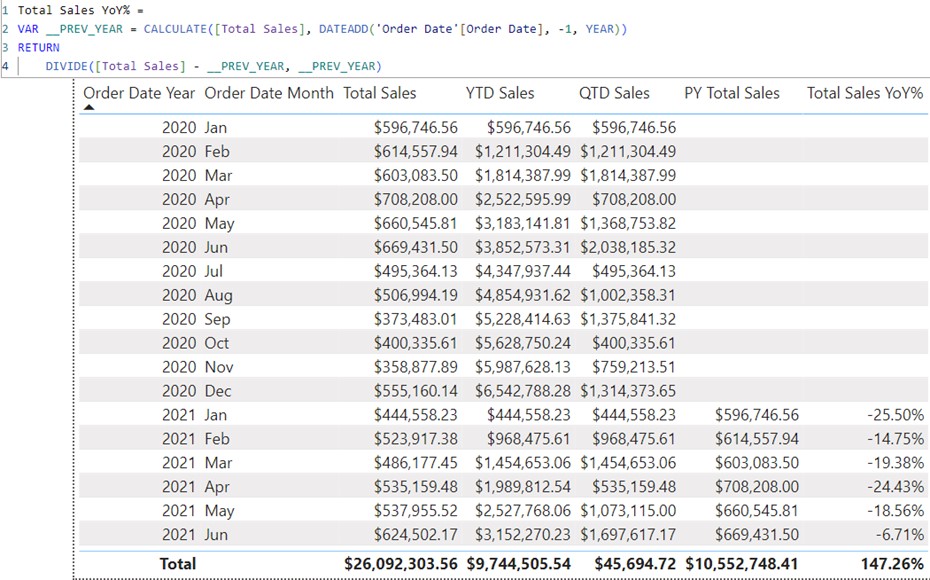 1 Total Sales YoY% =
2 VAR __PREV_YEAR = CALCULATE([Total Sales], DATEADD('Order Date'[Order Date], -1, YEAR))
3 RETURN
4 DIVIDE([Total Sales] - __PREV_YEAR, __PREV_YEAR)
Order Date Year Order Date Month Total Sales YTD Sales QTD Sales PY Total Sales Total Sales YoY%
2020 Jan $596,746.56 $596,746.56 $596,746.56
2020 Feb $614,557.94 $1,211,304.49 $1,211,304.49
2020 Mar $603,083.50 $1,814,387.99 $1,814,387.99
2020 Apr $708,208.00 $2,522,595.99 $708,208.00
2020 May $660,545.81 $3,183,141.81 $1,368,753.82
2020 Jun $669,431.50 $3,852,573.31 $2,038,185.32
2020 Jul $495,364.13 $4,347,937.44 $495,364.13
2020 Aug $506,994.19 $4,854,931.62 $1,002,358.31
2020 Sep $373,483.01 $5,228,414.63 $1,375,841.32
2020 Oct $400,335.61 $5,628,750.24 $400,335.61
2020 Nov $358,877.89 $5,987,628.13 $759,213.51
2020 Dec $555,160.14 $6,542,788.28 $1,314,373.65
2021 Jan $444,558.23 $444,558.23 $444,558.23 $596,746.56 -25.50%
2021 Feb $523,917.38 $968,475.61 $968,475.61 $614,557.94 -14.75%
2021 Mar $486,177.45 $1,454,653.06 $1,454,653.06 $603,083.50 -19.38%
2021 Apr $535,159.48 $1,989,812.54 $535,159.48 $708,208.00 -24.43%
2021 May $537,955.52 $2,527,768.06 $1,073,115.00 $660,545.81 -18.56%
2021 Jun $624,502.17 $3,152,270.23 $1,697,617.17 $669,431.50 -6.71%
Total $26,092,303.56 $9,744,505.54 $45,694.72 $10,552,748.41 147.26%